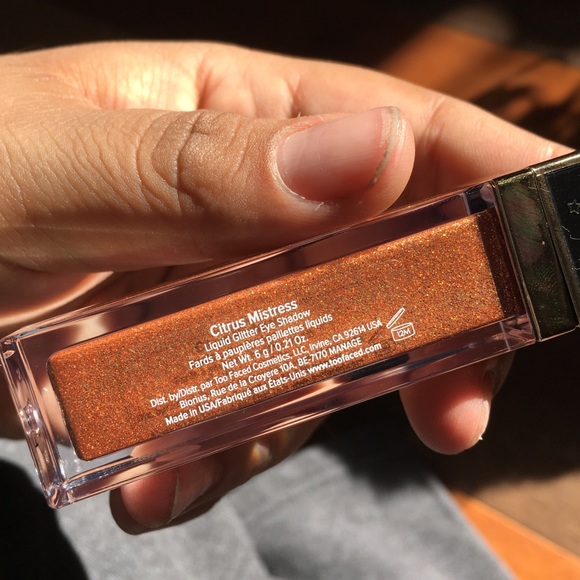 Citrus Mistress
Liquid Glitter Eye Shadow
Fards à paupières pailletés liquids
Net Wt. 6 g / 0.21 Oz.
Dist. by/Distr. par Too Faced Cosmetics, LLC, Irvine, CA 92614 USA
Blorius, Rue de la Croyere 10A, BE-7170 MANAGE
Made in USA/Fabriqué aux États-Unis www.toofaced.com
12M